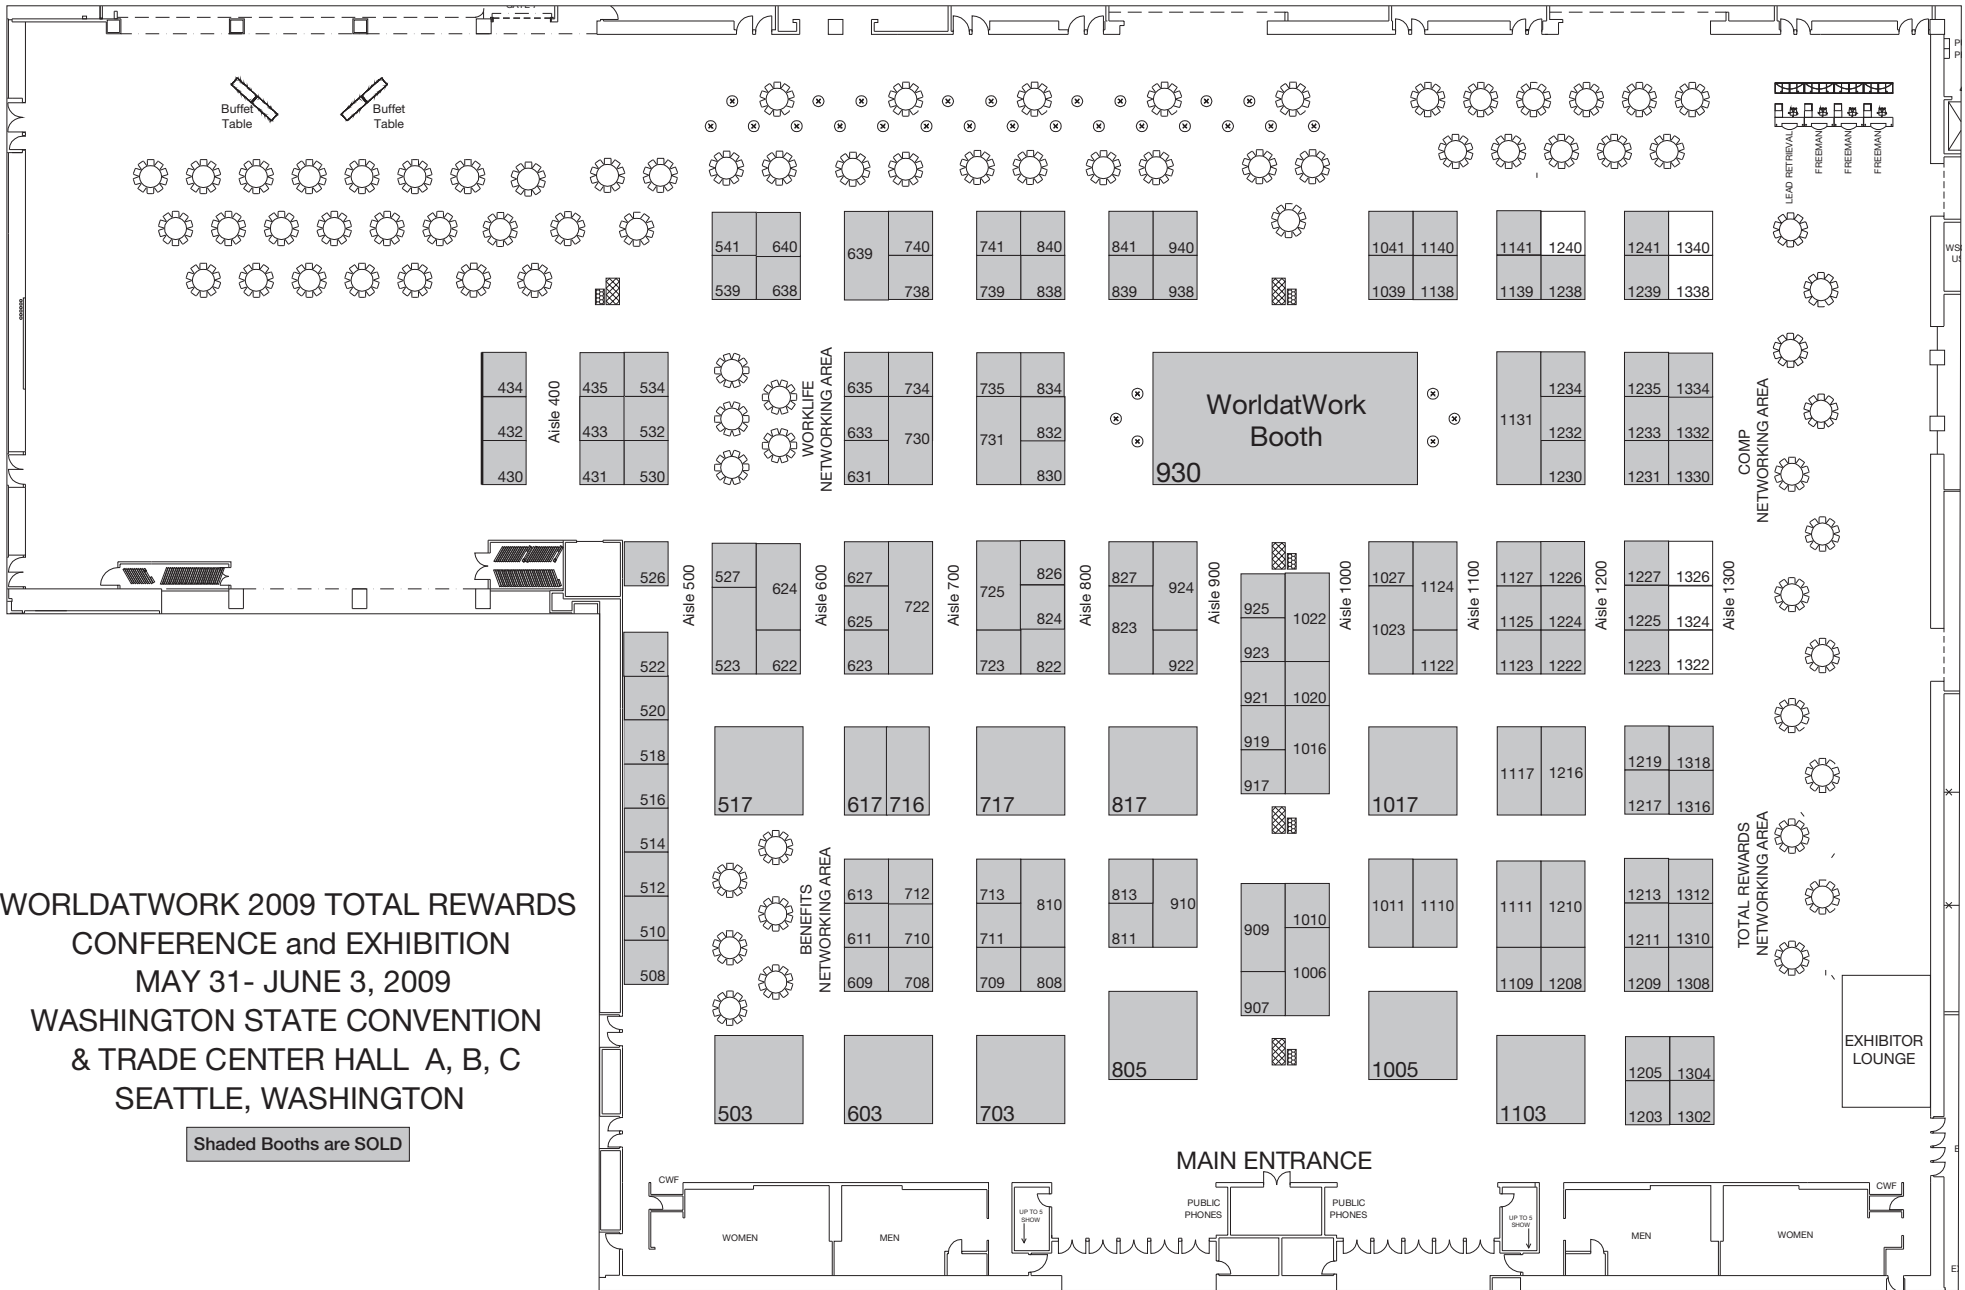 Buffet
Table
Buffet
Table
LEAD RETRIEVAL
FREEMAN
FREEMAN
FREEMAN
541 640 639 740 741 840 841 940 1041 1140 1141 1240 1241 1340
539 638 738 739 838 839 938 1039 1138 1139 1238 1239 1338
434 435 534 635 734 735 834 1234 1235 1334
Aisle 400
WORKLIFE
NETWORKING AREA
WorldatWork
Booth
930
COMP
NETWORKING AREA
432 433 532 633 730 731 832 1131 1232 1233 1332
430 431 530 631 830 1230 1231 1330
526 527 624 627 722 725 826 827 924 925 1022 1027 1124 1127 1226 1227 1326
Aisle 500
Aisle 600
Aisle 700
Aisle 800
Aisle 900
Aisle 1000
Aisle 1100
Aisle 1200
Aisle 1300
625 824 823 923 1023 1125 1224 1225 1324
522 523 622 623 723 822 922 1122 1123 1222 1223 1322
520 921 1020
518 919 1016 1117 1216 1219 1318
516 517 617 716 717 817 917 1017 1217 1316
514
BENEFITS
NETWORKING AREA
TOTAL REWARDS
NETWORKING AREA
512 613 712 713 810 813 910 909 1010 1011 1110 1111 1210 1213 1312
510 611 710 711 811 1211 1310
508 609 708 709 808 907 1006 1109 1208 1209 1308
805 1005 1205 1304
503 603 703 1103 1203 1302
EXHIBITOR
LOUNGE
WORLDATWORK 2009 TOTAL REWARDS
CONFERENCE and EXHIBITION
MAY 31- JUNE 3, 2009
WASHINGTON STATE CONVENTION
& TRADE CENTER HALL A, B, C
SEATTLE, WASHINGTON
Shaded Booths are SOLD
MAIN ENTRANCE
CWF
WOMEN
MEN
UP TO 5
SHOW
PUBLIC
PHONES
PUBLIC
PHONES
UP TO 5
SHOW
MEN
WOMEN
CWF